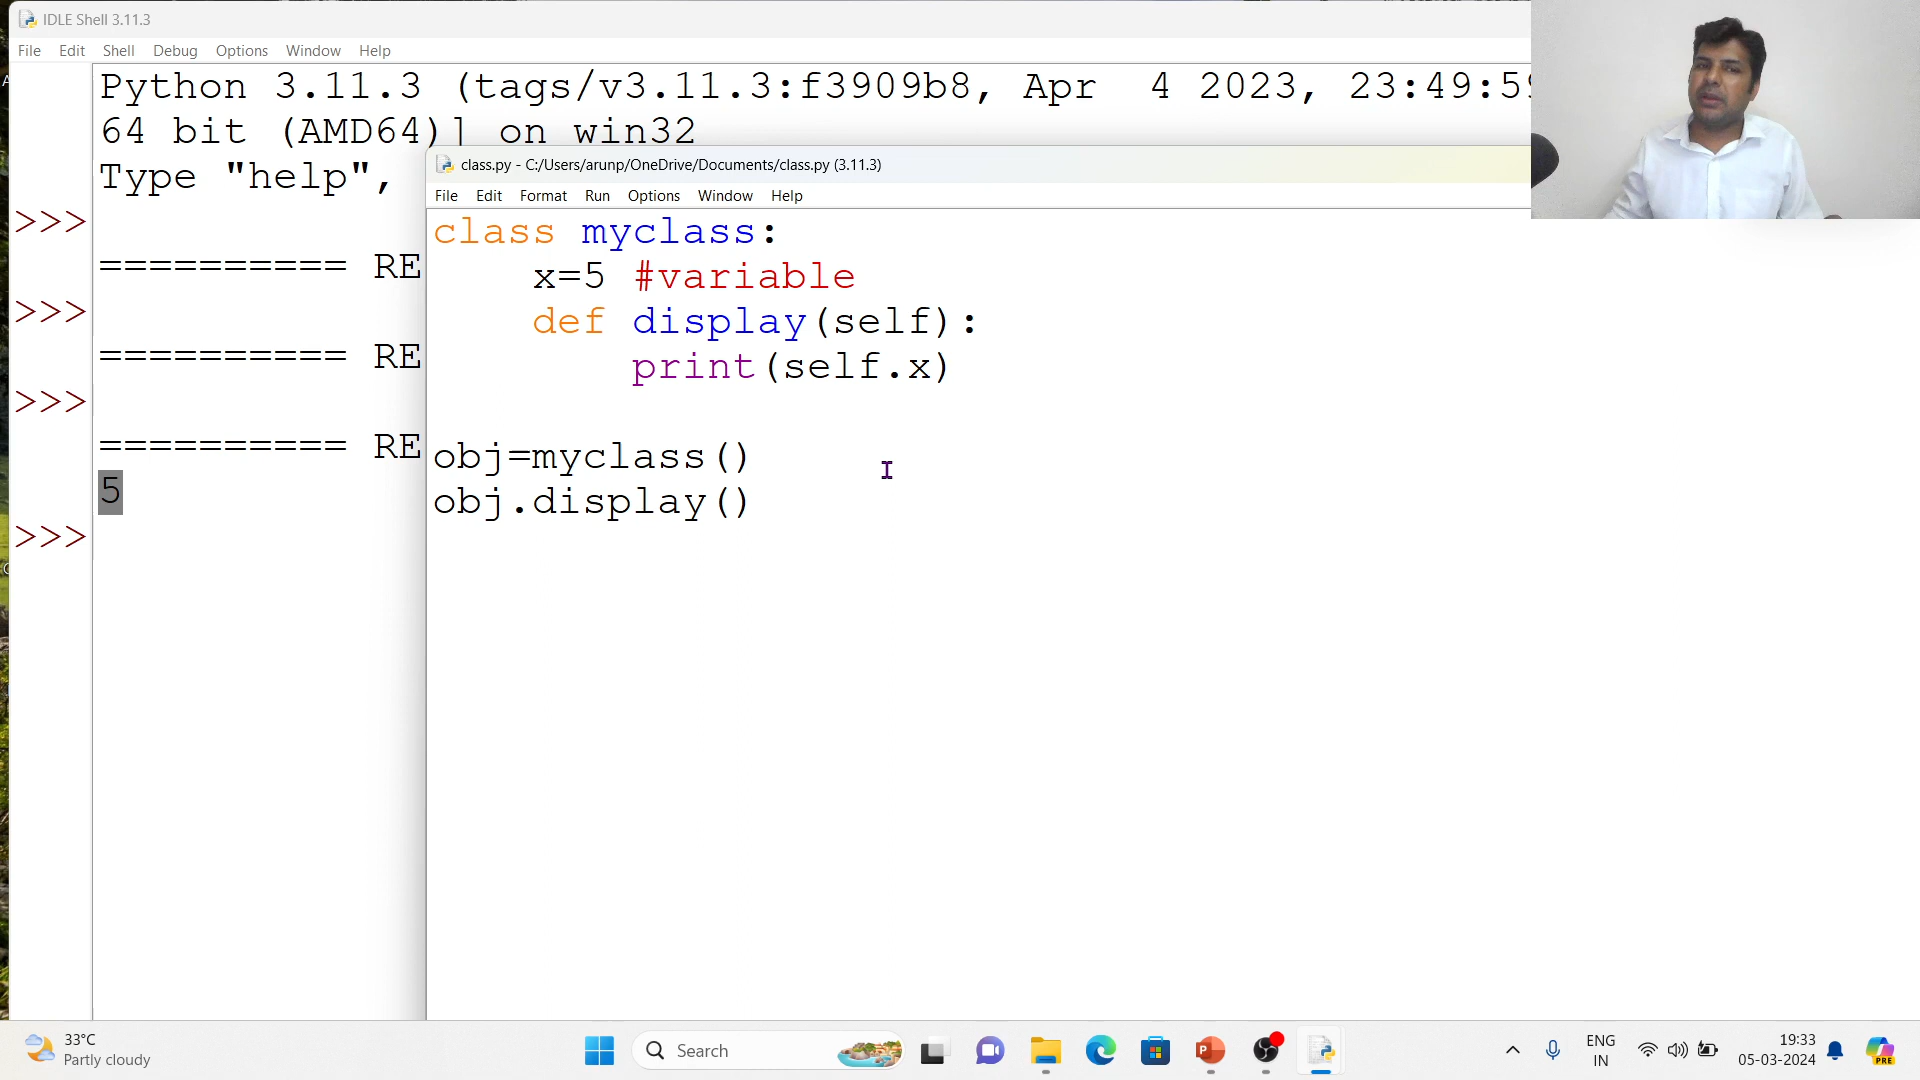 IDLE Shell 3.11.3
File Edit Shell Debug Options Window Help
Python 3.11.3 (tags/v3.11.3:f3909b8, Apr  4 2023, 23:49:59
64 bit (AMD64)] on win32
Type "help",
>>>
========== RE
>>>
========== RE
>>>
========== RE
5
>>>
class.py - C:/Users/arunp/OneDrive/Documents/class.py (3.11.3)
File Edit Format Run Options Window Help
class myclass:
    x=5 #variable
    def display(self):
        print(self.x)
obj=myclass()
obj.display()
33°C
Partly cloudy
Search
ENG
IN
19:33
05-03-2024
PRE